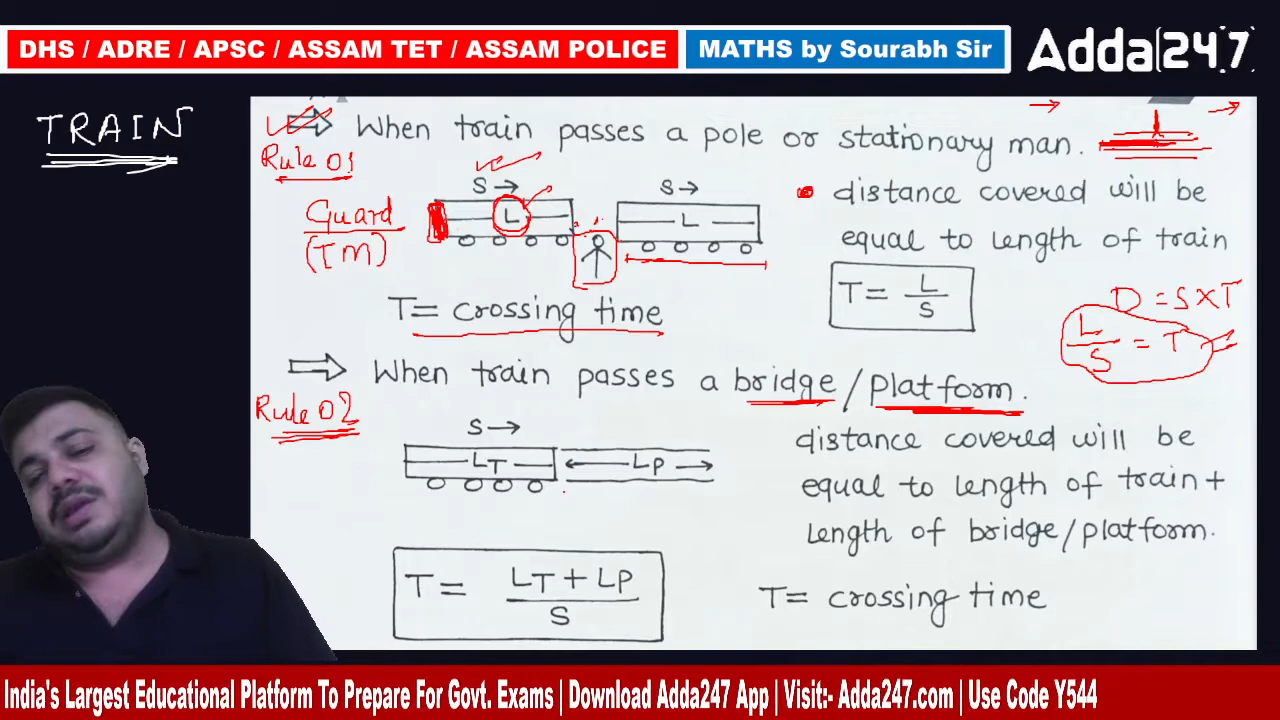 DHS / ADRE / APSC / ASSAM TET / ASSAM POLICE
MATHS by Sourabh Sir
Adda247
TRAIN
Rule 01
When train passes a pole or stationary man.
S
L
S
L
Guard
(TM)
distance covered will be
equal to length of train
T = L/S
D = S × T
L/S = T
T = crossing time
Rule 02
When train passes a bridge/platform.
S
LT
LP
distance covered will be
equal to length of train +
length of bridge/platform.
T = LT + LP / S
T = crossing time
India's Largest Educational Platform To Prepare For Govt. Exams | Download Adda247 App | Visit:- Adda247.com | Use Code Y544